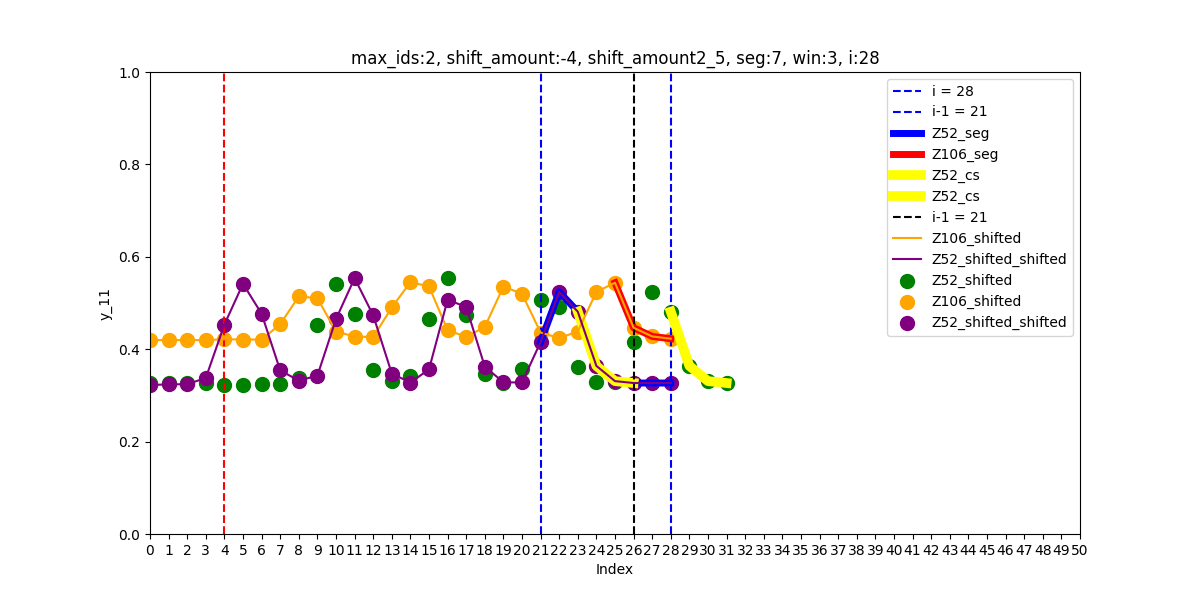 max_ids:2, shift_amount:-4, shift_amount2_5, seg:7, win:3, i:28
1.0
0.8
0.6
0.4
0.2
0.0
y_11
i = 28
i-1 = 21
Z52_seg
Z106_seg
Z52_cs
Z52_cs
i-1 = 21
Z106_shifted
Z52_shifted_shifted
Z52_shifted
Z106_shifted
Z52_shifted_shifted
0 1 2 3 4 5 6 7 8 9 10 11 12 13 14 15 16 17 18 19 20 21 22 23 24 25 26 27 28 29 30 31 32 33 34 35 36 37 38 39 40 41 42 43 44 45 46 47 48 49 50
Index